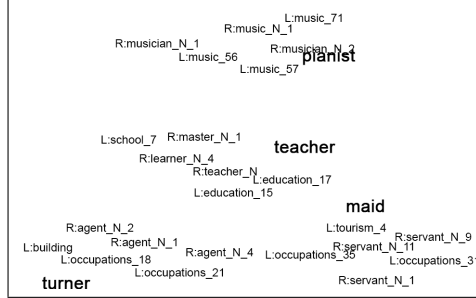 L:music_71
R:music_N_1
R:musician_N_1
R:musician_N_2
L:music_56
pianist
L:music_57
L:school_7
R:master_N_1
teacher
R:learner_N_4
R:teacher_N
L:education_17
L:education_15
maid
R:agent_N_2
L:tourism_4
R:servant_N_9
L:building
R:agent_N_1
R:agent_N_4
R:servant_N_11
L:occupations_18
L:occupations_35
L:occupations_31
L:occupations_21
turner
R:servant_N_1